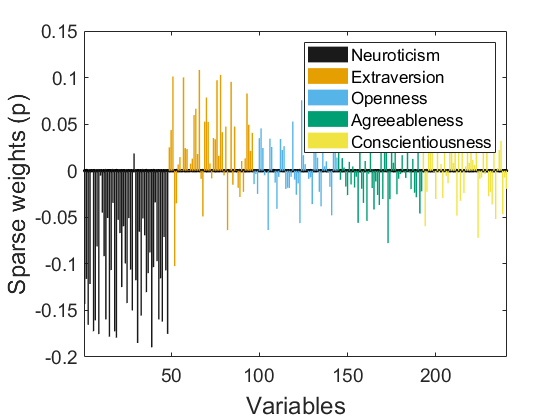 Sparse weights (p)
0.15
0.1
0.05
0
-0.05
-0.1
-0.15
-0.2
Neuroticism
Extraversion
Openness
Agreeableness
Conscientiousness
50
100
150
200
Variables